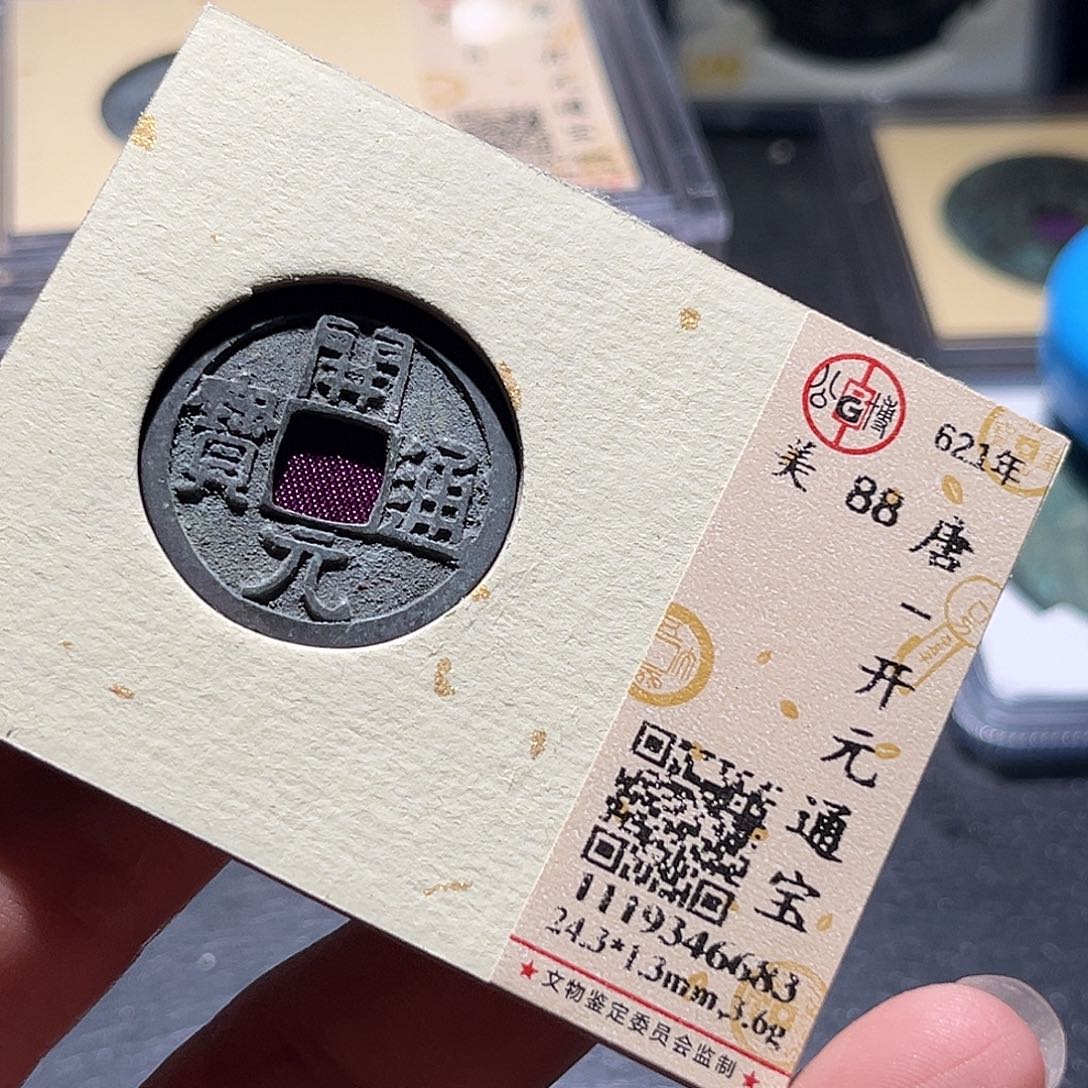 開元通寳
公博
G
621年
美 88
唐一开元通宝
1119346683
24.3*1.3mm,3.6g
★文物鉴定委员会监制★